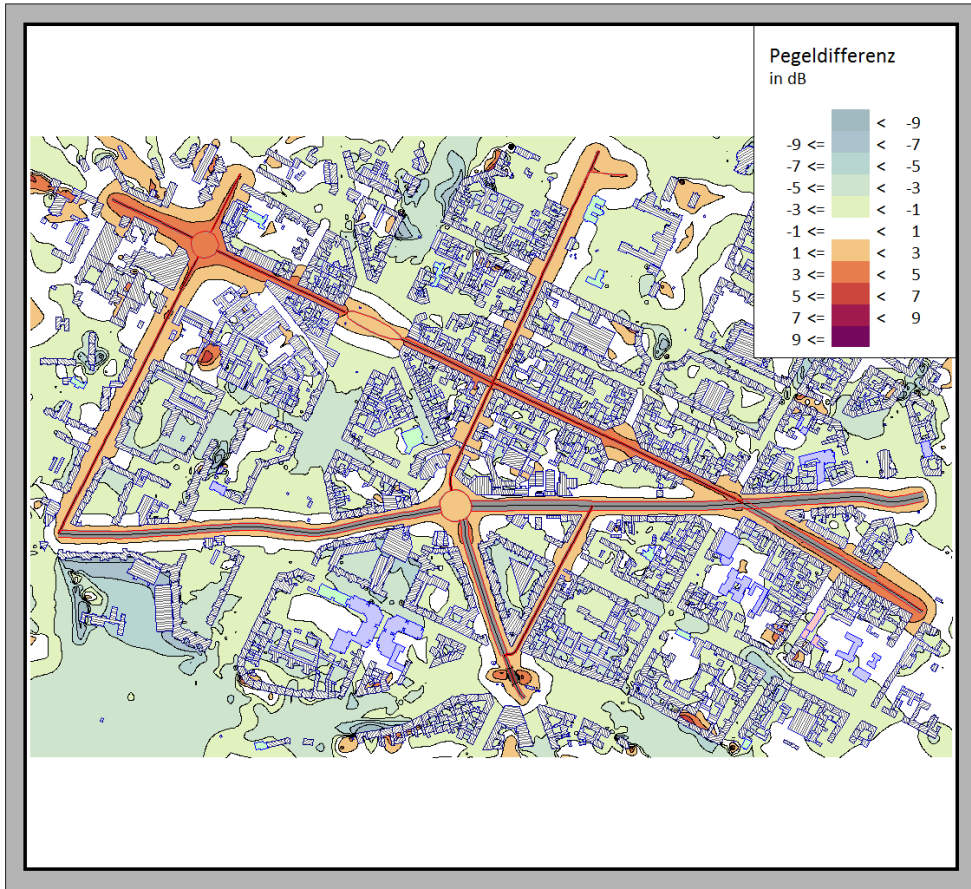 Pegeldifferenz
in dB
< -9
-9 <= < -7
-7 <= < -5
-5 <= < -3
-3 <= < -1
-1 <= < 1
1 <= < 3
3 <= < 5
5 <= < 7
7 <= < 9
9 <=